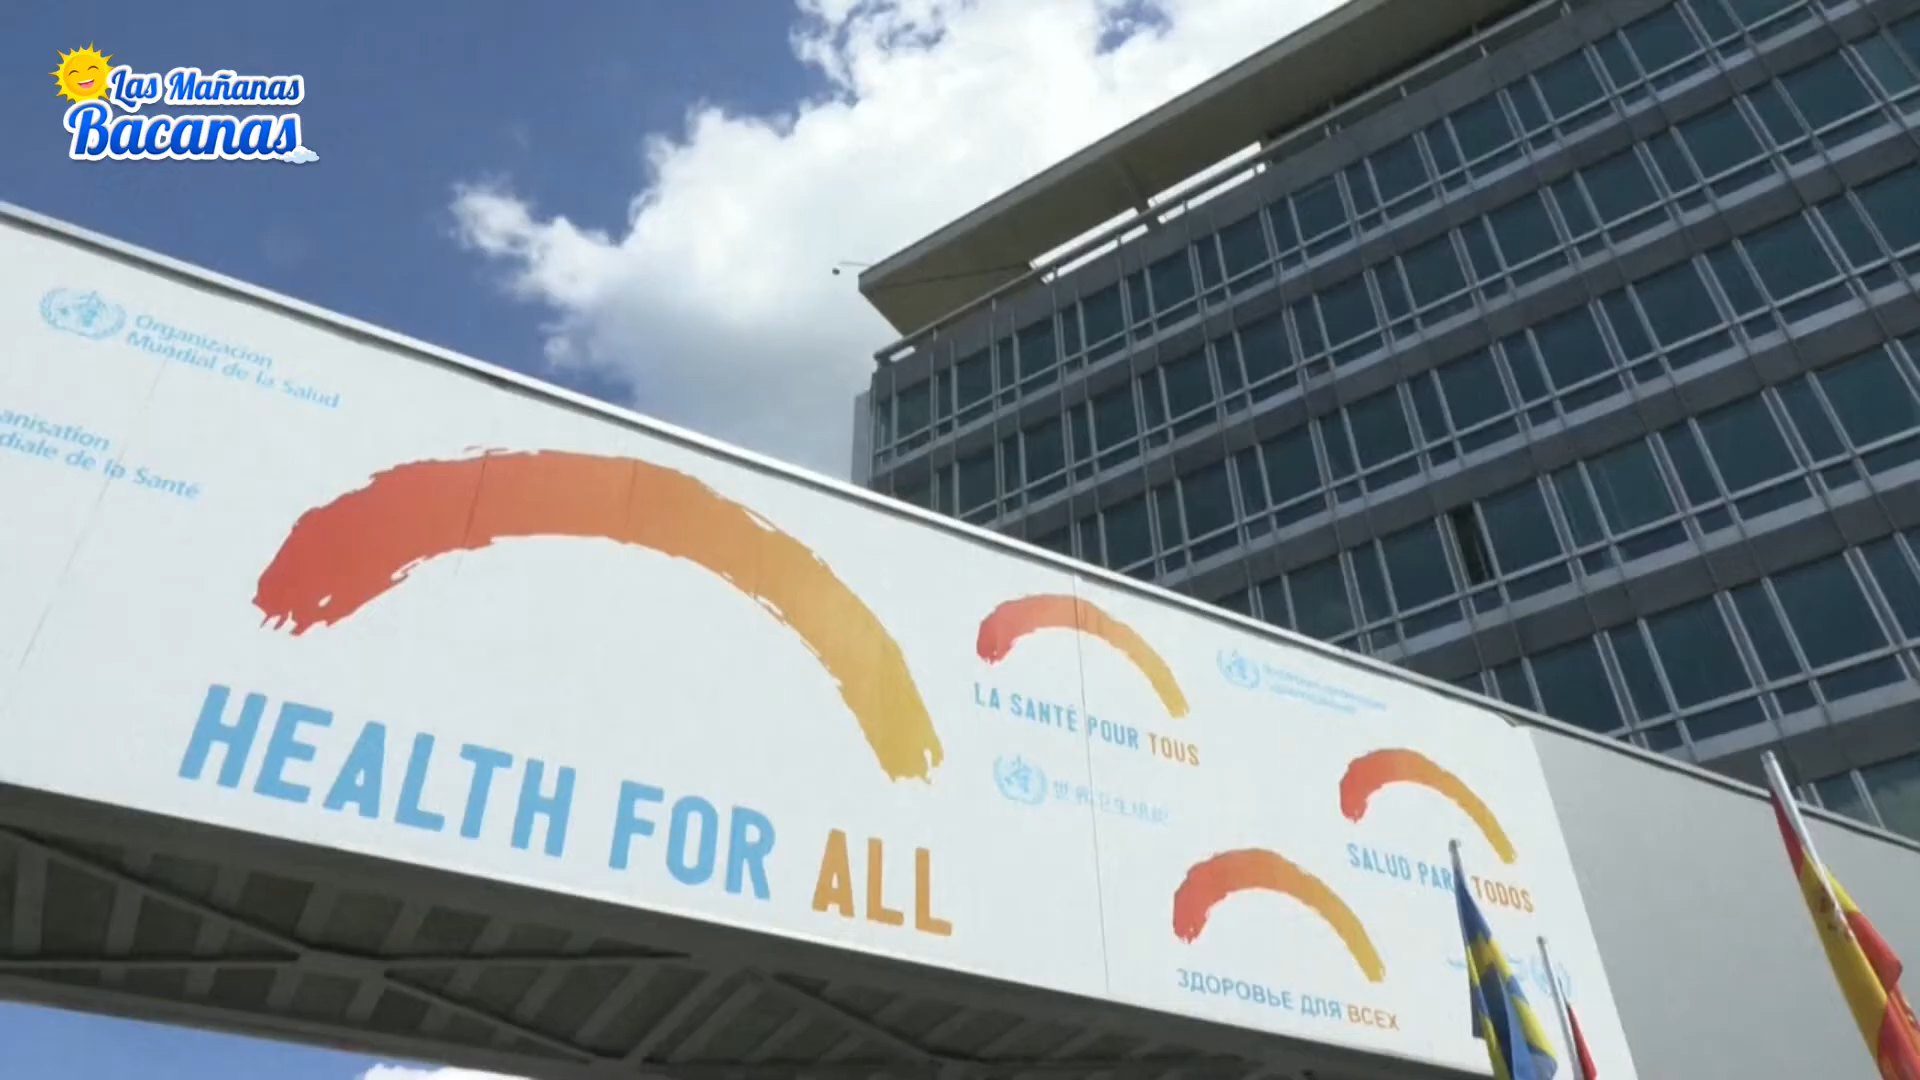 Las Mañanas
Bacanas
Organización
Mundial de la Salud
anisation
diale de la Santé
HEALTH FOR ALL
LA SANTÉ POUR TOUS
SALUD PAR TODOS
ЗДОРОВЬЕ ДЛЯ ВСЕХ